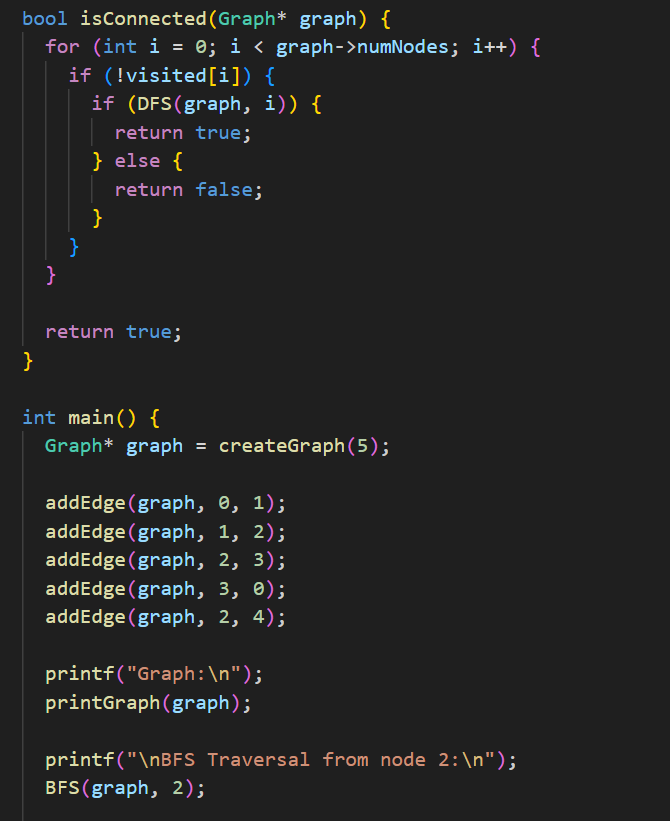 bool isConnected(Graph* graph) {
  for (int i = 0; i < graph->numNodes; i++) {
    if (!visited[i]) {
      if (DFS(graph, i)) {
        return true;
      } else {
        return false;
      }
    }
  }

  return true;
}

int main() {
  Graph* graph = createGraph(5);

  addEdge(graph, 0, 1);
  addEdge(graph, 1, 2);
  addEdge(graph, 2, 3);
  addEdge(graph, 3, 0);
  addEdge(graph, 2, 4);

  printf("Graph:\n");
  printGraph(graph);

  printf("\nBFS Traversal from node 2:\n");
  BFS(graph, 2);